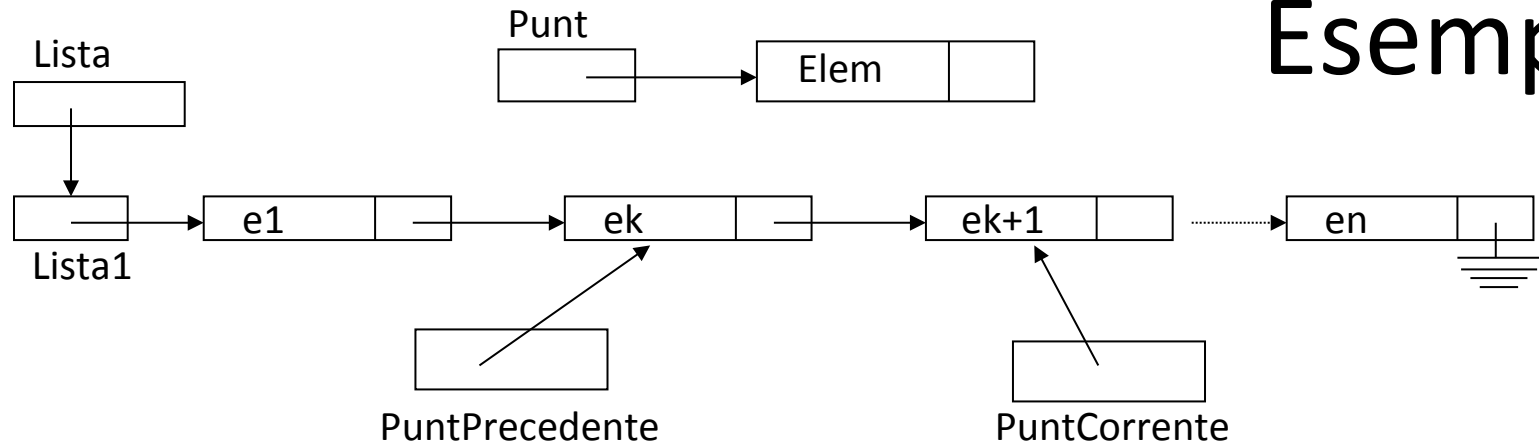 Esemp
Punt
Lista
Elem
e1
ek
ek+1
en
Lista1
PuntPrecedente
PuntCorrente